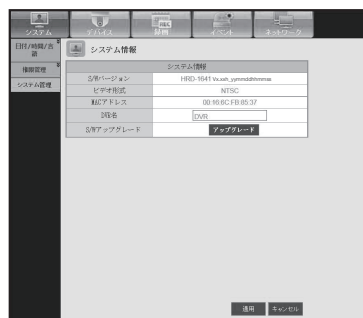 システム
デバイス
録画
イベント
ネットワーク
日付/時間/言語
権限管理
システム管理
システム情報
システム情報
S/Wバージョン HRD-1641 Vx.xxh_yymmddhhmmss
ビデオ形式 NTSC
MACアドレス 00:16:6C:FB:85:37
DVR名 DVR
S/Wアップグレード アップグレード
適用 キャンセル